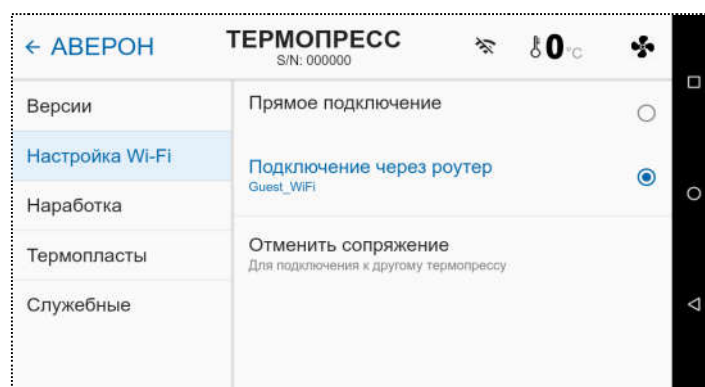 ← АВЕРОН
ТЕРМОПРЕСС
S/N: 000000
0°C
Версии
Настройка Wi-Fi
Наработка
Термопласты
Служебные
Прямое подключение
Подключение через роутер
Guest_WiFi
Отменить сопряжение
Для подключения к другому термопрессу